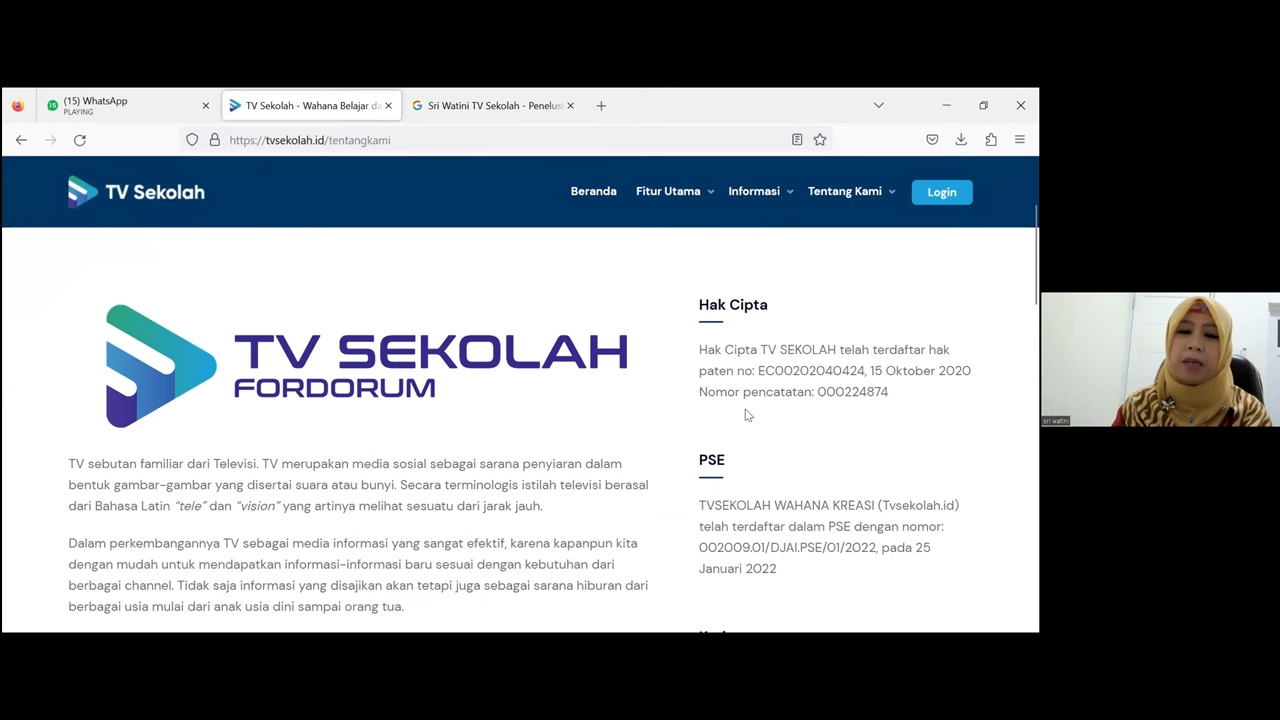 (15) WhatsApp
PLAYING
TV Sekolah - Wahana Belajar da
Sri Watini TV Sekolah - Penelus
https://tvsekolah.id/tentangkami
TV Sekolah
Beranda
Fitur Utama
Informasi
Tentang Kami
Login
TV SEKOLAH
FORDORUM
TV sebutan familiar dari Televisi. TV merupakan media sosial sebagai sarana penyiaran dalam
bentuk gambar-gambar yang disertai suara atau bunyi. Secara terminologis istilah televisi berasal
dari Bahasa Latin “tele” dan “vision” yang artinya melihat sesuatu dari jarak jauh.
Dalam perkembangannya TV sebagai media informasi yang sangat efektif, karena kapanpun kita
dengan mudah untuk mendapatkan informasi-informasi baru sesuai dengan kebutuhan dari
berbagai channel. Tidak saja informasi yang disajikan akan tetapi juga sebagai sarana hiburan dari
berbagai usia mulai dari anak usia dini sampai orang tua.
Hak Cipta
Hak Cipta TV SEKOLAH telah terdaftar hak
paten no: EC00202040424, 15 Oktober 2020
Nomor pencatatan: 000224874
PSE
TVSEKOLAH WAHANA KREASI (Tvsekolah.id)
telah terdaftar dalam PSE dengan nomor:
002009.01/DJAI.PSE/01/2022, pada 25
Januari 2022
sri watini